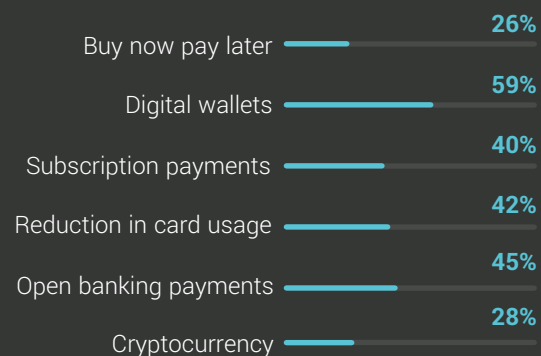 26%
Buy now pay later
59%
Digital wallets
40%
Subscription payments
42%
Reduction in card usage
45%
Open banking payments
28%
Cryptocurrency